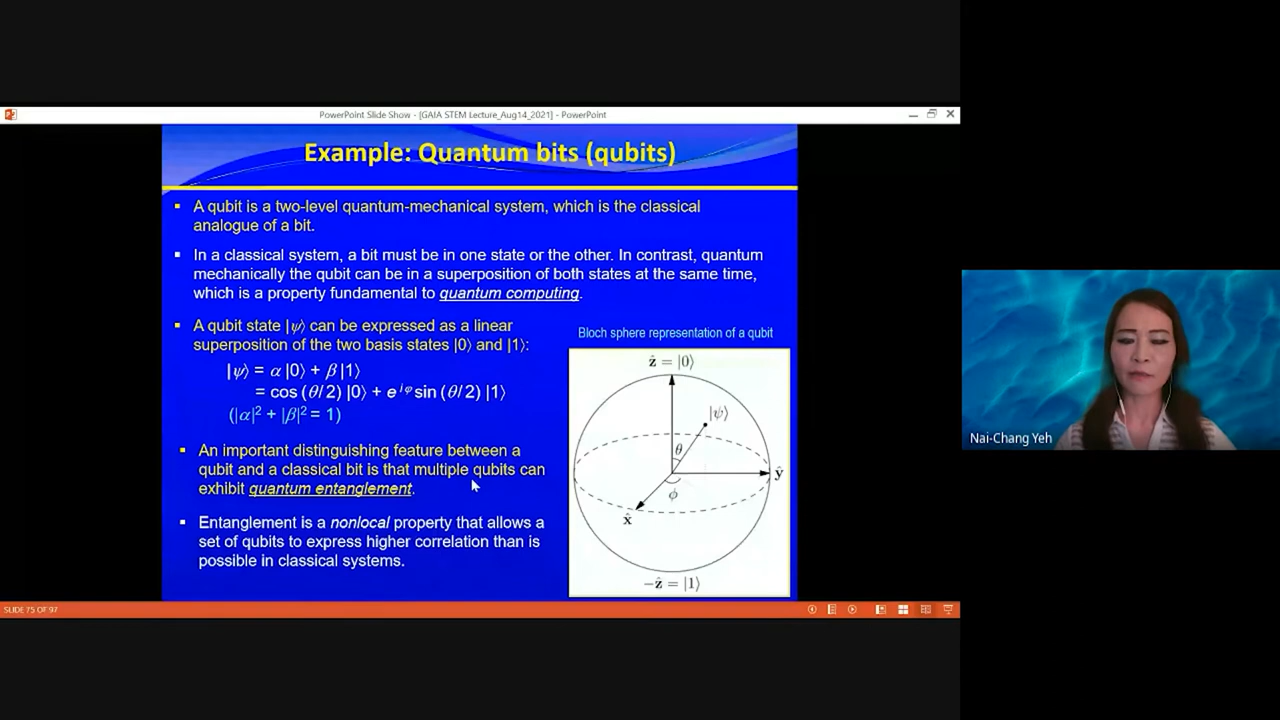 PowerPoint Slide Show - [GAIA STEM Lecture_Aug14_2021] - PowerPoint
Example: Quantum bits (qubits)
▪ A qubit is a two-level quantum-mechanical system, which is the classical
analogue of a bit.
▪ In a classical system, a bit must be in one state or the other. In contrast, quantum
mechanically the qubit can be in a superposition of both states at the same time,
which is a property fundamental to quantum computing.
▪ A qubit state |ψ⟩ can be expressed as a linear
superposition of the two basis states |0⟩ and |1⟩:
|ψ⟩ = α |0⟩ + β |1⟩
= cos (θ/2) |0⟩ + e^{iφ} sin (θ/2) |1⟩
(|α|² + |β|² = 1)
▪ An important distinguishing feature between a
qubit and a classical bit is that multiple qubits can
exhibit quantum entanglement.
▪ Entanglement is a nonlocal property that allows a
set of qubits to express higher correlation than is
possible in classical systems.
Bloch sphere representation of a qubit
ẑ = |0⟩
|ψ⟩
θ
ŷ
ϕ
x̂
−ẑ = |1⟩
SLIDE 75 OF 97
Nai-Chang Yeh